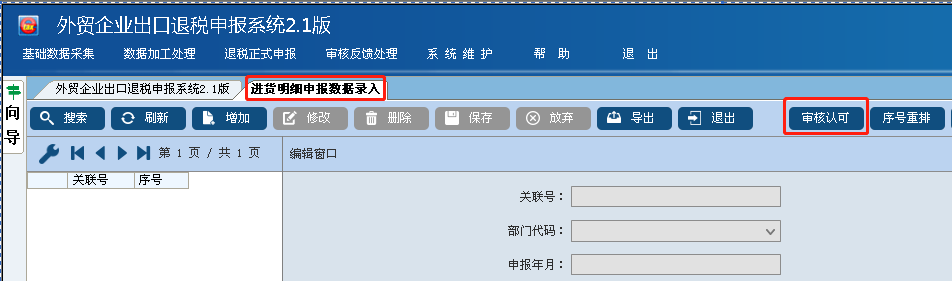 外贸企业出口退税申报系统2.1版
基础数据采集 数据加工处理 退税正式申报 审核反馈处理 系统维护 帮助 退出
外贸企业出口退税申报系统2.1版 进货明细申报数据录入
向导
搜索 刷新 增加 修改 删除 保存 放弃 导出 退出 审核认可 序号重排
第 1 页 / 共 1 页 编辑窗口
关联号 序号
关联号：
部门代码：
申报年月：